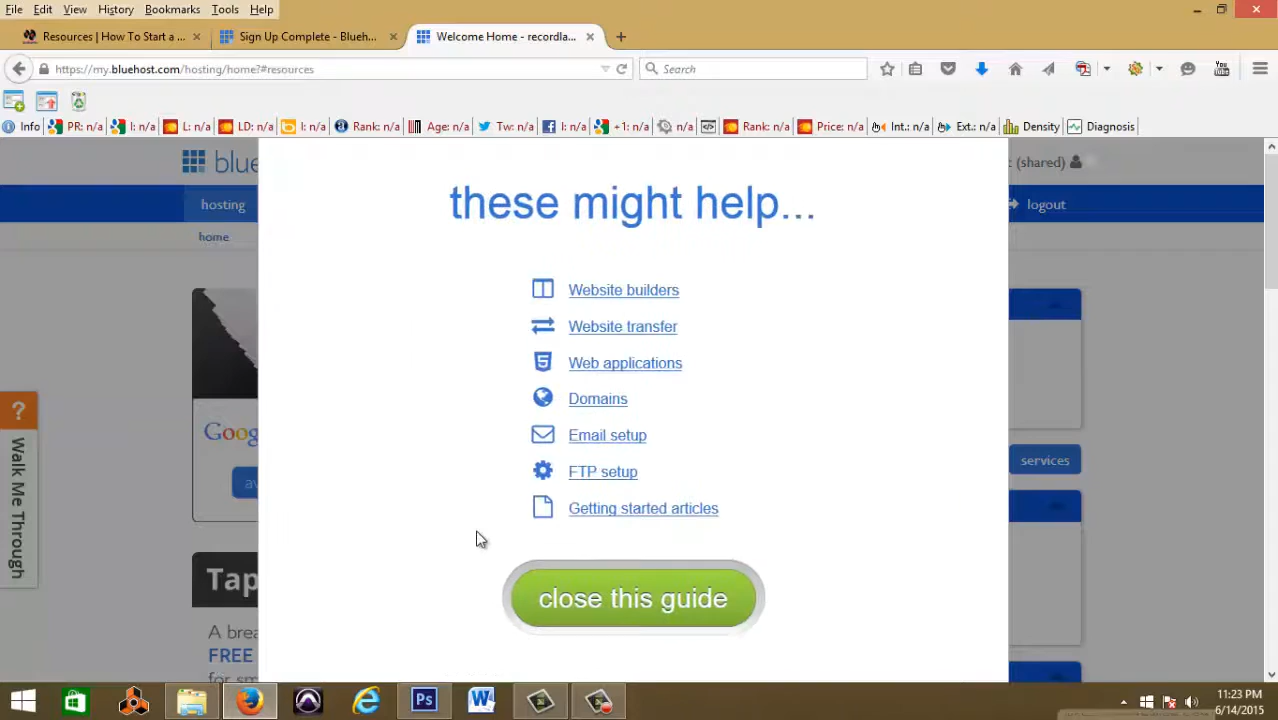 File Edit View History Bookmarks Tools Help
Resources | How To Start a ... Sign Up Complete - Blueh... Welcome Home - recordla...
https://my.bluehost.com/hosting/home?#resources Search
Info PR: n/a I: n/a L: n/a LD: n/a I: n/a Rank: n/a Age: n/a Tw: n/a I: n/a +1: n/a n/a Rank: n/a Price: n/a Int.: n/a Ext.: n/a Density Diagnosis
blue (shared)
hosting logout
home
these might help...
Website builders
Website transfer
Web applications
Domains
Email setup
FTP setup
Getting started articles
close this guide
Goog
av
services
Tap
A brea
FREE
for sm
? Walk Me Through
11:23 PM
6/14/2015